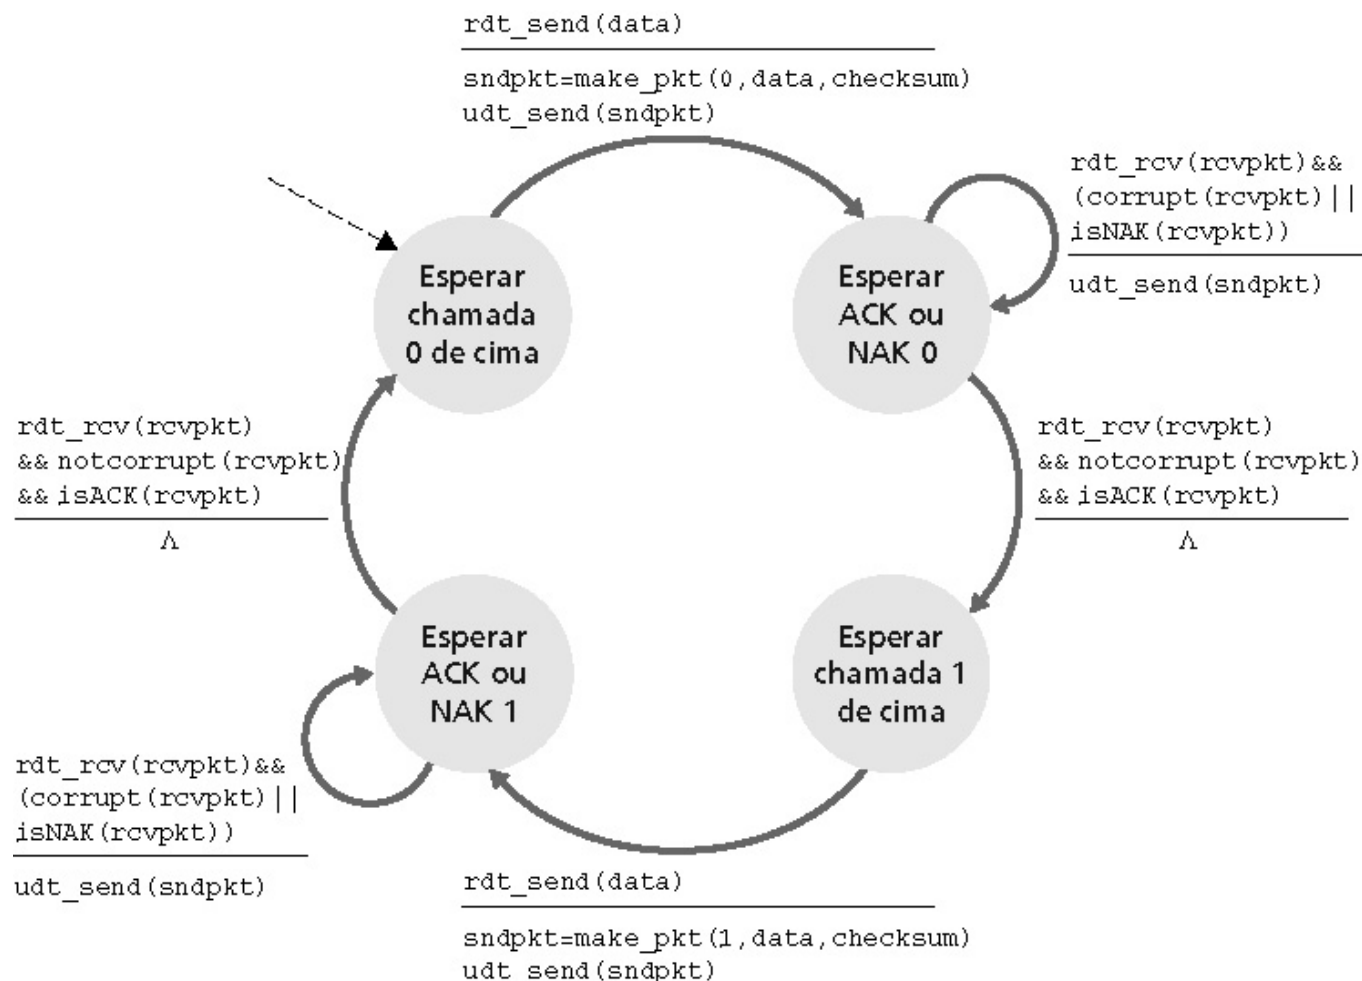 rdt_send(data)
sndpkt=make_pkt(0,data,checksum)
udt_send(sndpkt)
rdt_rcv(rcvpkt)&&
(corrupt(rcvpkt)||
isNAK(rcvpkt))
udt_send(sndpkt)
Esperar
chamada
0 de cima
Esperar
ACK ou
NAK 0
rdt_rcv(rcvpkt)
&& notcorrupt(rcvpkt)
&& isACK(rcvpkt)
Λ
rdt_rcv(rcvpkt)
&& notcorrupt(rcvpkt)
&& isACK(rcvpkt)
Λ
Esperar
ACK ou
NAK 1
Esperar
chamada 1
de cima
rdt_rcv(rcvpkt)&&
(corrupt(rcvpkt)||
isNAK(rcvpkt))
udt_send(sndpkt)
rdt_send(data)
sndpkt=make_pkt(1,data,checksum)
udt_send(sndpkt)